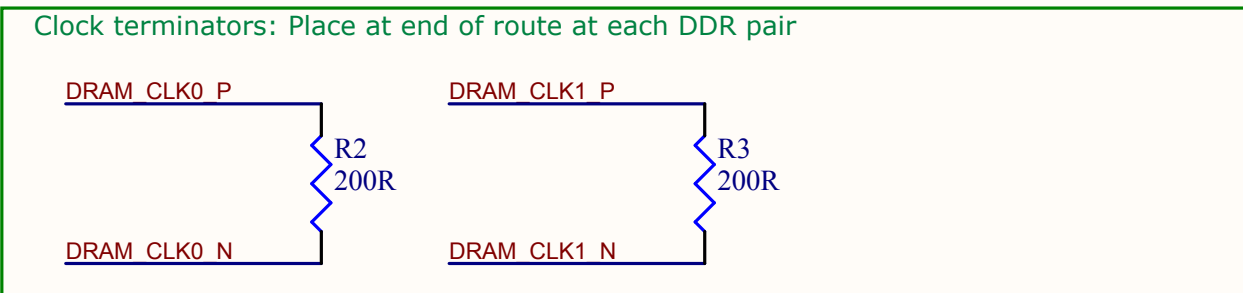 Clock terminators: Place at end of route at each DDR pair
DRAM_CLK0_P
DRAM_CLK1_P
R2
200R
R3
200R
DRAM_CLK0_N
DRAM_CLK1_N